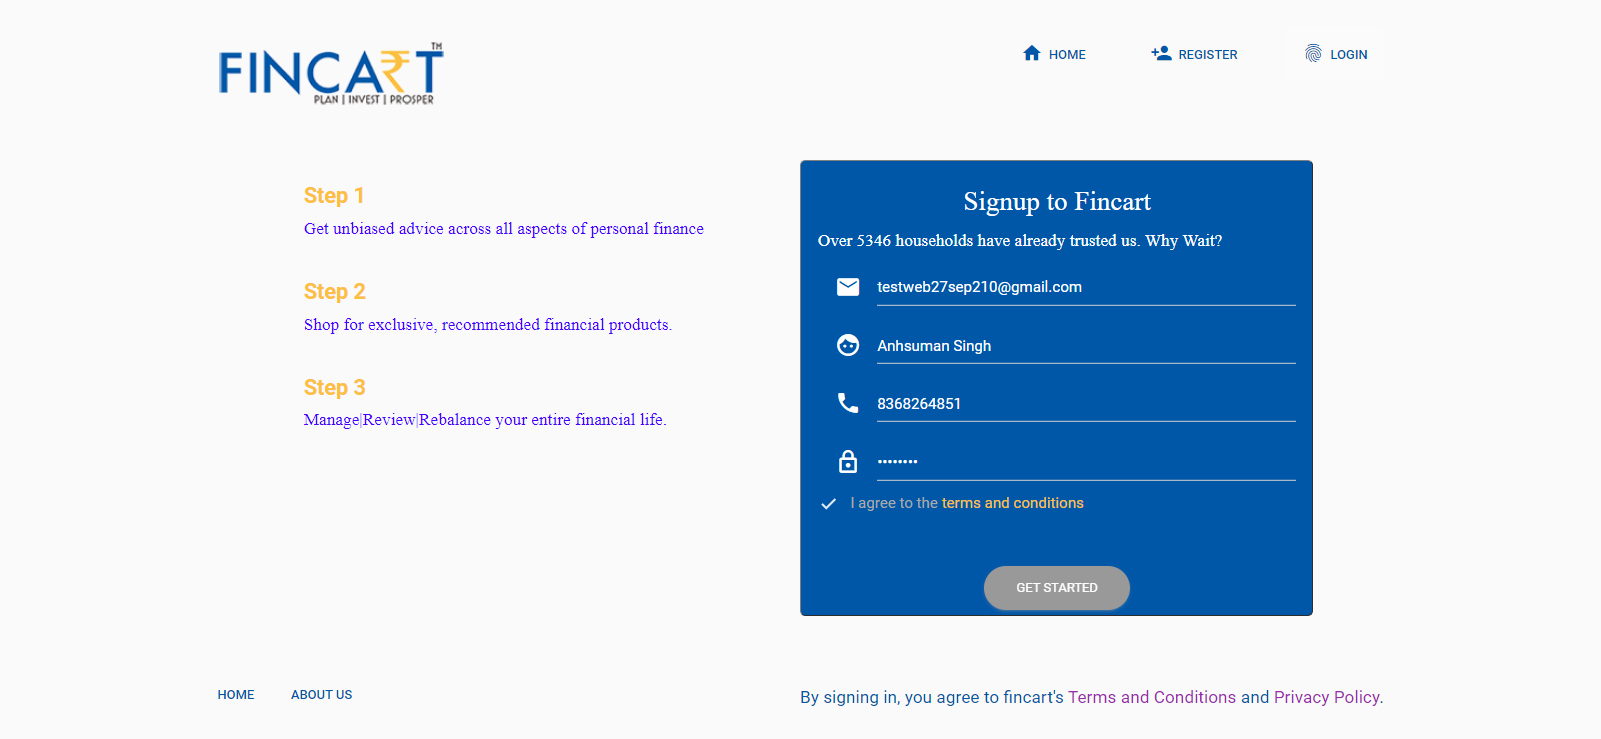 FINCA₹T™
PLAN | INVEST | PROSPER
HOME
REGISTER
LOGIN
Step 1
Get unbiased advice across all aspects of personal finance
Step 2
Shop for exclusive, recommended financial products.
Step 3
Manage|Review|Rebalance your entire financial life.
Signup to Fincart
Over 5346 households have already trusted us. Why Wait?
testweb27sep210@gmail.com
Anhsuman Singh
8368264851
••••••••
I agree to the terms and conditions
GET STARTED
HOME
ABOUT US
By signing in, you agree to fincart's Terms and Conditions and Privacy Policy.